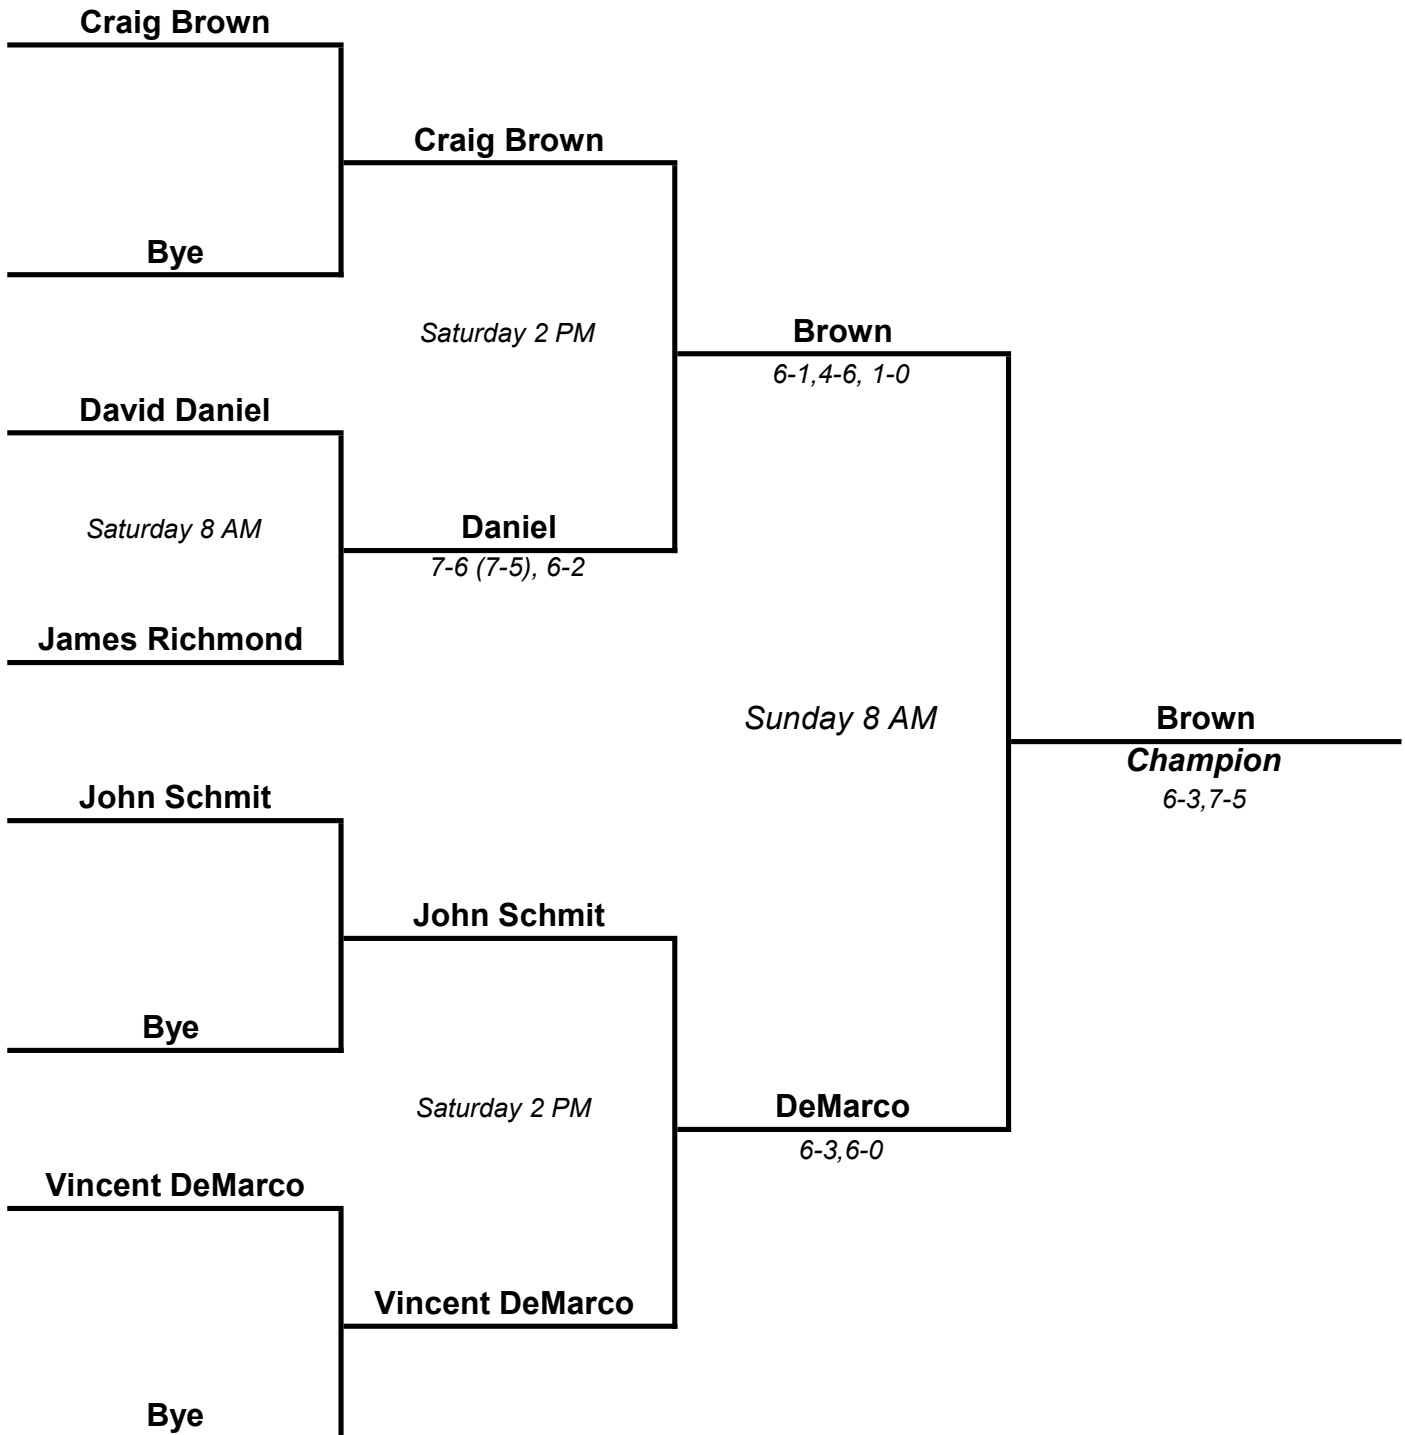 Craig Brown
Craig Brown
Bye
Saturday 2 PM
Brown
6-1,4-6, 1-0
David Daniel
Saturday 8 AM
Daniel
7-6 (7-5), 6-2
James Richmond
Sunday 8 AM
Brown
Champion
6-3,7-5
John Schmit
John Schmit
Bye
Saturday 2 PM
DeMarco
6-3,6-0
Vincent DeMarco
Vincent DeMarco
Bye